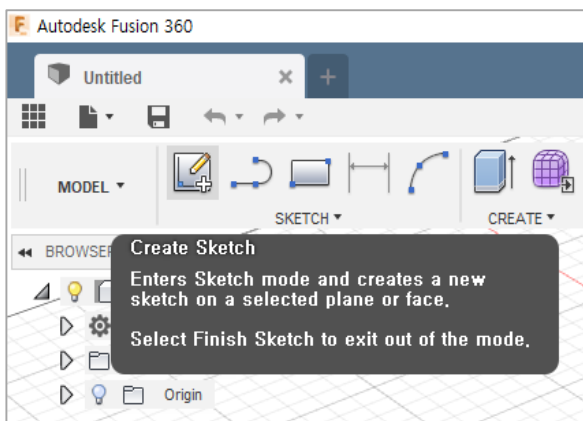 Autodesk Fusion 360
Untitled
MODEL
SKETCH
CREATE
BROWSE
Create Sketch
Enters Sketch mode and creates a new
sketch on a selected plane or face.
Select Finish Sketch to exit out of the mode.
Origin